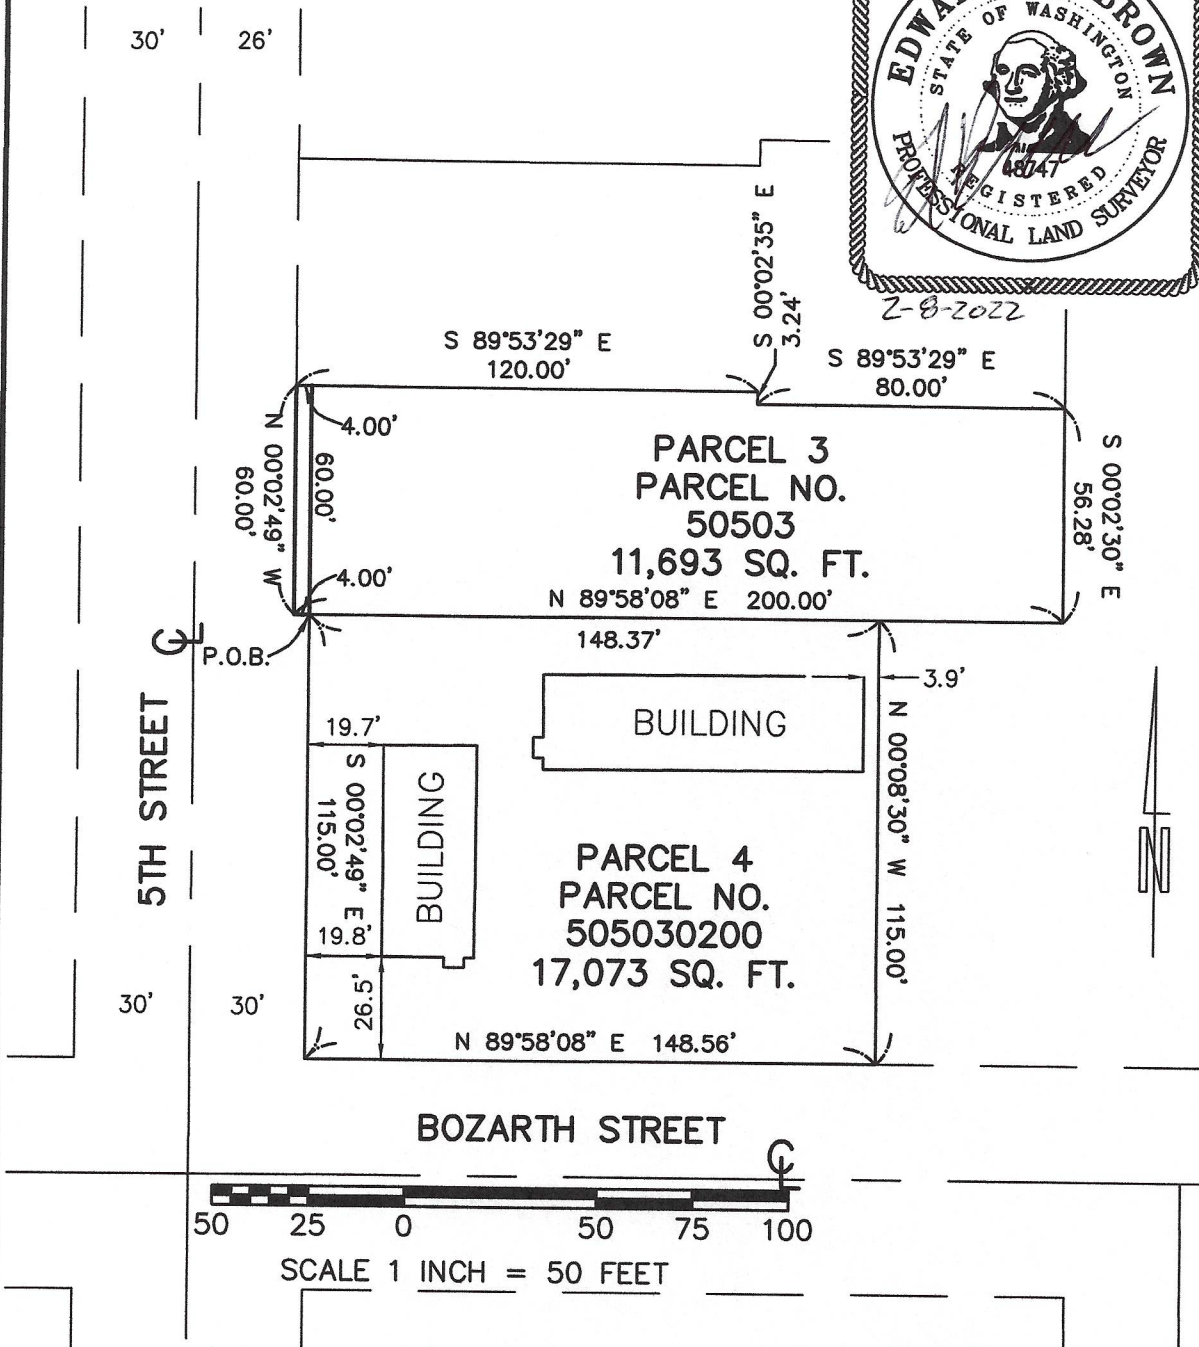 30'
26'
EDWA
BROWN
STATE OF WASHINGTON
48747
REGISTERED
PROFESSIONAL LAND SURVEYOR
2-8-2022
S 00°02'35" E
3.24'
S 89°53'29" E
120.00'
S 89°53'29" E
80.00'
4.00'
N 00°02'49" W
60.00'
60.00'
PARCEL 3
PARCEL NO.
50503
11,693 SQ. FT.
S 00°02'30" E
56.28'
4.00'
N 89°58'08" E 200.00'
P.O.B.
148.37'
3.9'
BUILDING
19.7'
S 00°02'49" E
115.00'
BUILDING
N 00°08'30" W 115.00'
5TH STREET
N
PARCEL 4
PARCEL NO.
505030200
17,073 SQ. FT.
19.8'
26.5'
30'
30'
N 89°58'08" E 148.56'
BOZARTH STREET
50 25 0 50 75 100
SCALE 1 INCH = 50 FEET